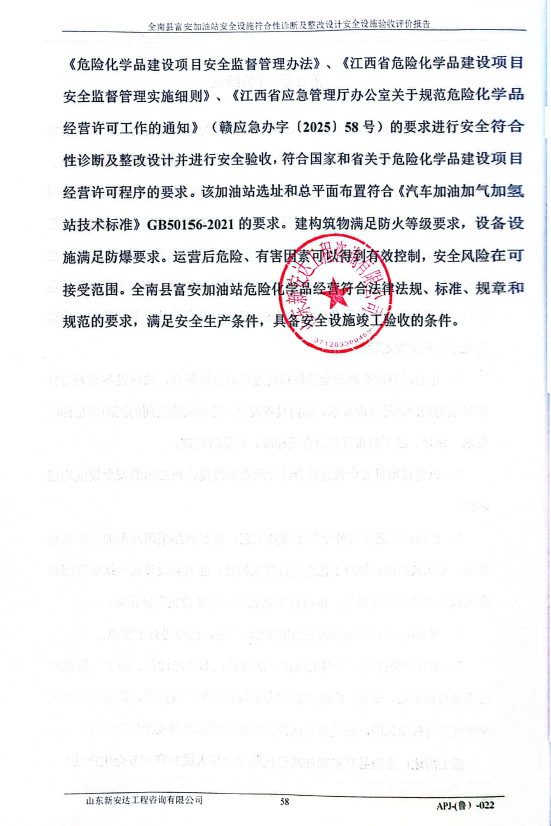 全南县富安加油站安全设施符合性诊断及整改设计安全设施验收评价报告
《危险化学品建设项目安全监督管理办法》、《江西省危险化学品建设项目
安全监督管理实施细则》、《江西省应急管理厅办公室关于规范危险化学品
经营许可工作的通知》（赣应急办字〔2025〕58 号）的要求进行安全符合
性诊断及整改设计并进行安全验收，符合国家和省关于危险化学品建设项目
经营许可程序的要求。该加油站选址和总平面布置符合《汽车加油加气加氢
站技术标准》GB50156-2021 的要求。建构筑物满足防火等级要求，设备设
施满足防爆要求。运营后危险、有害因素可以得到有效控制，安全风险在可
接受范围。全南县富安加油站危险化学品经营符合法律法规、标准、规章和
规范的要求，满足安全生产条件，具备安全设施竣工验收的条件。
山东新安达工程咨询有限公司
山东新安达工程咨询有限公司 58 APJ-(鲁）-022